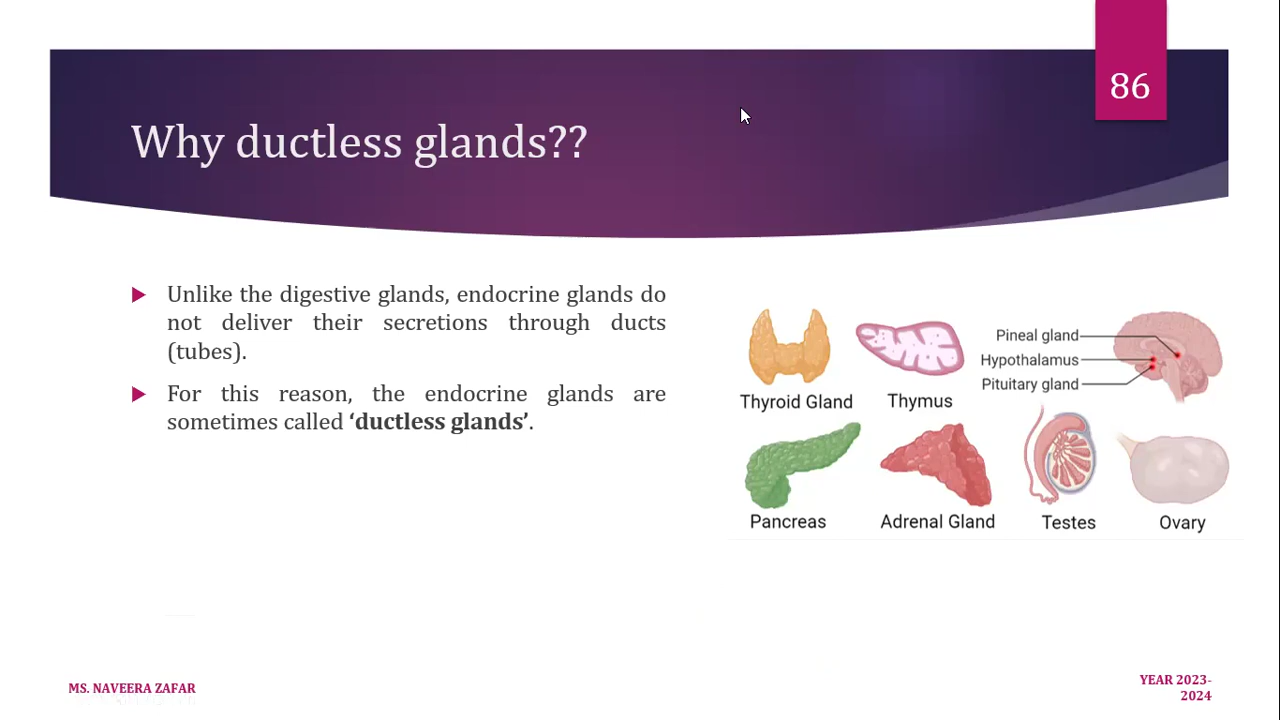 86
Why ductless glands??
Unlike the digestive glands, endocrine glands do
not deliver their secretions through ducts
(tubes).
For this reason, the endocrine glands are
sometimes called ‘ductless glands’.
Thyroid Gland
Thymus
Pineal gland
Hypothalamus
Pituitary gland
Pancreas
Adrenal Gland
Testes
Ovary
MS. NAVEERA ZAFAR
YEAR 2023-
2024